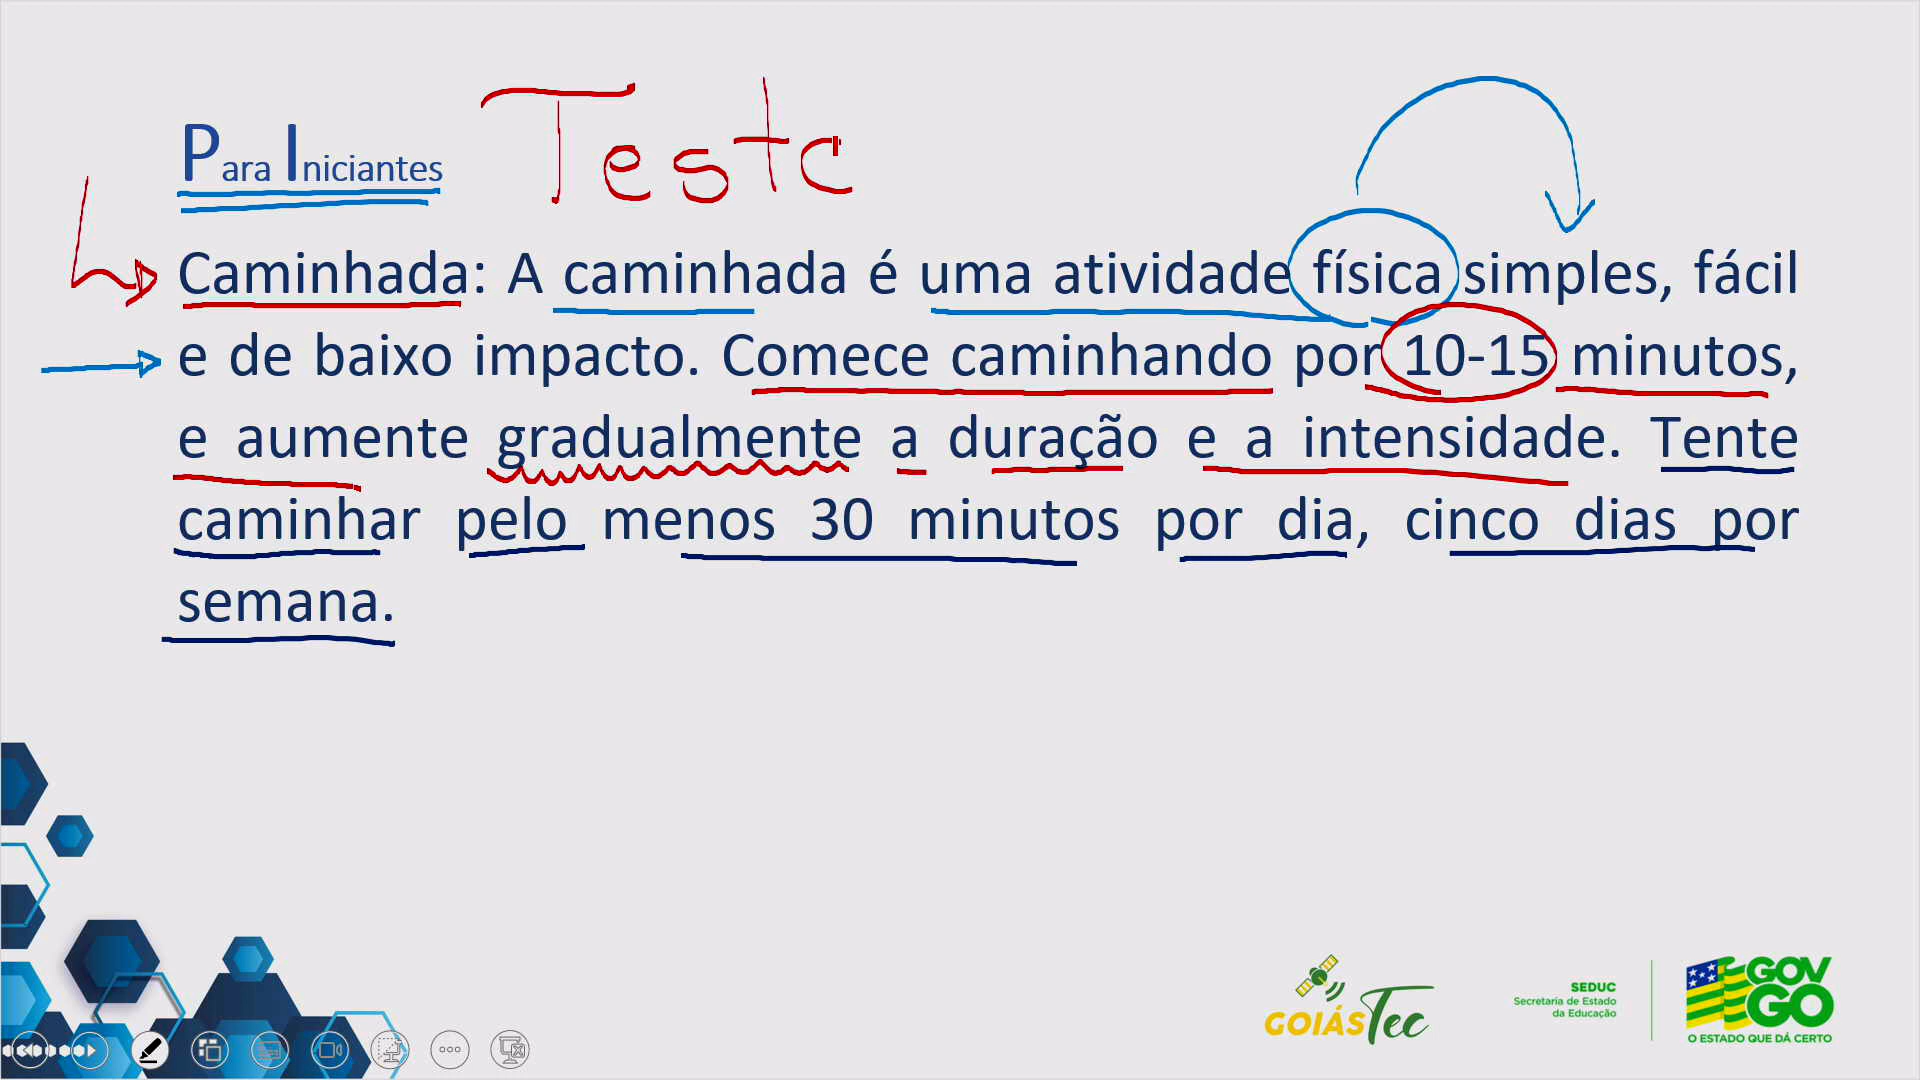 Para Iniciantes Teste
Caminhada: A caminhada é uma atividade física simples, fácil
e de baixo impacto. Comece caminhando por 10-15 minutos,
e aumente gradualmente a duração e a intensidade. Tente
caminhar pelo menos 30 minutos por dia, cinco dias por
semana.
GOIÁSTec
SEDUC
Secretaria de Estado
da Educação
GOV
GO
O ESTADO QUE DÁ CERTO